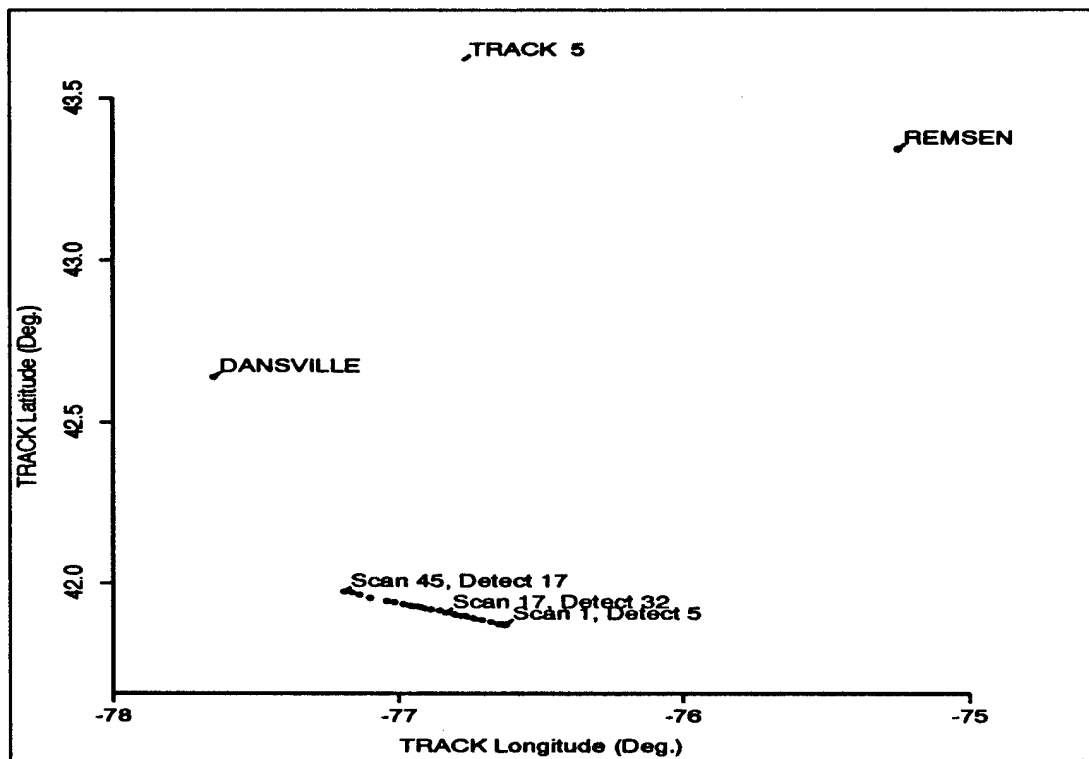 TRACK 5
43.5
REMSEN
43.0
DANSVILLE
42.5
TRACK Latitude (Deg.)
42.0
Scan 45, Detect 17
Scan 17, Detect 32
Scan 1, Detect 5
-78
-77
-76
-75
TRACK Longitude (Deg.)